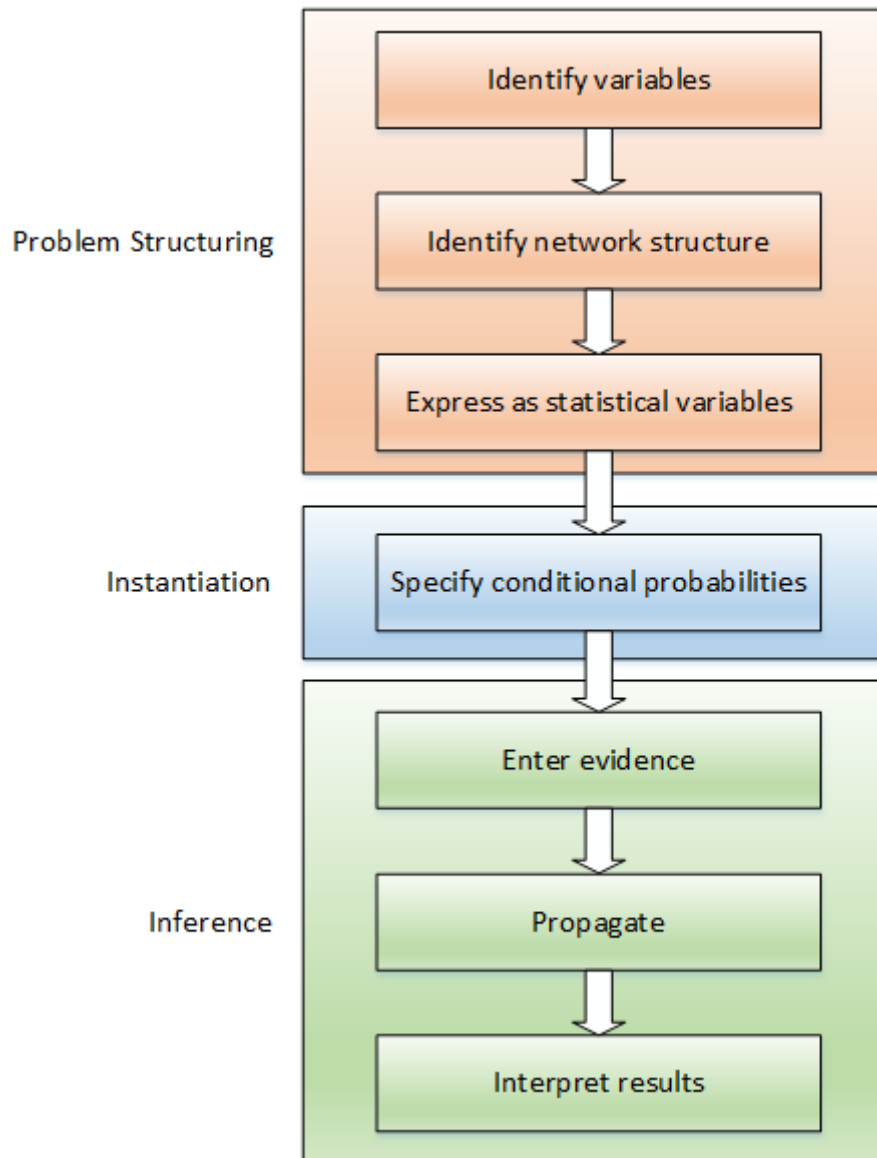 Identify variables
Problem Structuring
Identify network structure
Express as statistical variables
Instantiation
Specify conditional probabilities
Enter evidence
Inference
Propagate
Interpret results